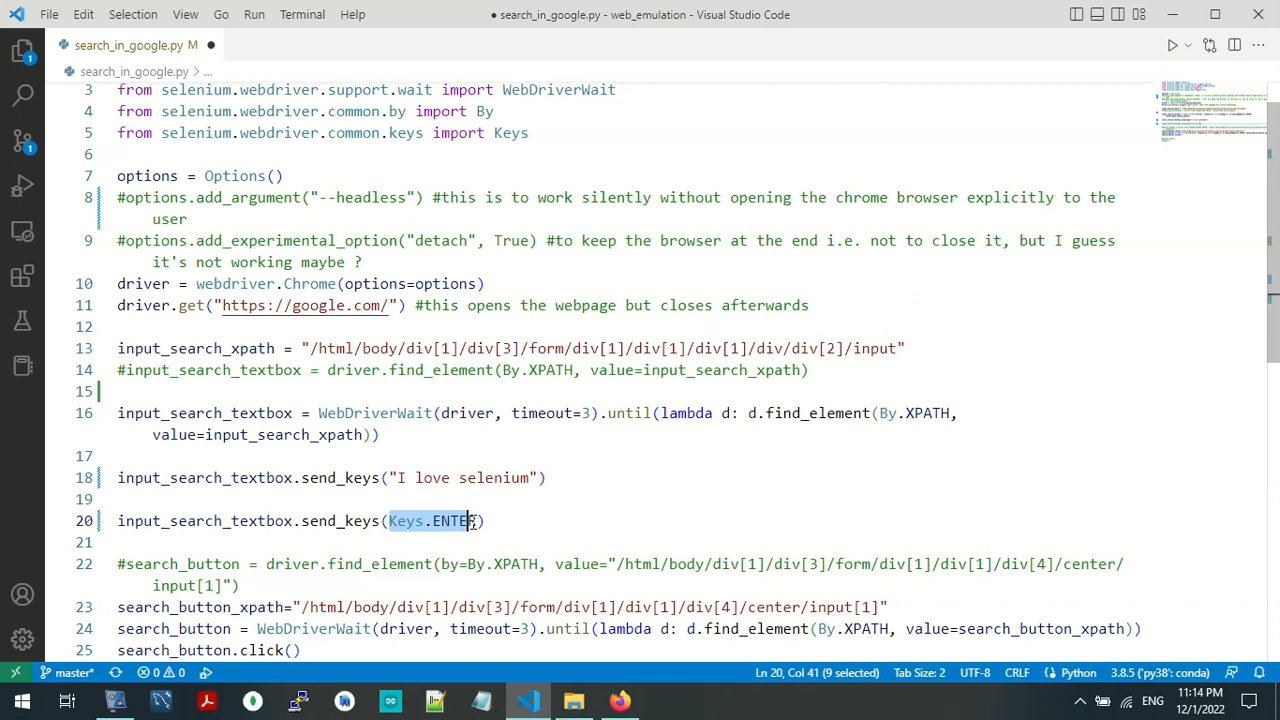 File Edit Selection View Go Run Terminal Help
● search_in_google.py - web_emulation - Visual Studio Code
search_in_google.py M ●
search_in_google.py > ...
3 from selenium.webdriver.support.wait import WebDriverWait
4 from selenium.webdriver.common.by import By
5 from selenium.webdriver.common.keys import Keys
6
7 options = Options()
8 #options.add_argument("--headless") #this is to work silently without opening the chrome browser explicitly to the
user
9 #options.add_experimental_option("detach", True) #to keep the browser at the end i.e. not to close it, but I guess
it's not working maybe ?
10 driver = webdriver.Chrome(options=options)
11 driver.get("https://google.com/") #this opens the webpage but closes afterwards
12
13 input_search_xpath = "/html/body/div[1]/div[3]/form/div[1]/div[1]/div[1]/div/div[2]/input"
14 #input_search_textbox = driver.find_element(By.XPATH, value=input_search_xpath)
15
16 input_search_textbox = WebDriverWait(driver, timeout=3).until(lambda d: d.find_element(By.XPATH,
value=input_search_xpath))
17
18 input_search_textbox.send_keys("I love selenium")
19
20 input_search_textbox.send_keys(Keys.ENTER)
21
22 #search_button = driver.find_element(by=By.XPATH, value="/html/body/div[1]/div[3]/form/div[1]/div[1]/div[4]/center/
input[1]")
23 search_button_xpath="/html/body/div[1]/div[3]/form/div[1]/div[1]/div[4]/center/input[1]"
24 search_button = WebDriverWait(driver, timeout=3).until(lambda d: d.find_element(By.XPATH, value=search_button_xpath))
25 search_button.click()
master* 0 0 Ln 20, Col 41 (9 selected) Tab Size: 2 UTF-8 CRLF Python 3.8.5 ('py38': conda)
ENG
11:14 PM
12/1/2022